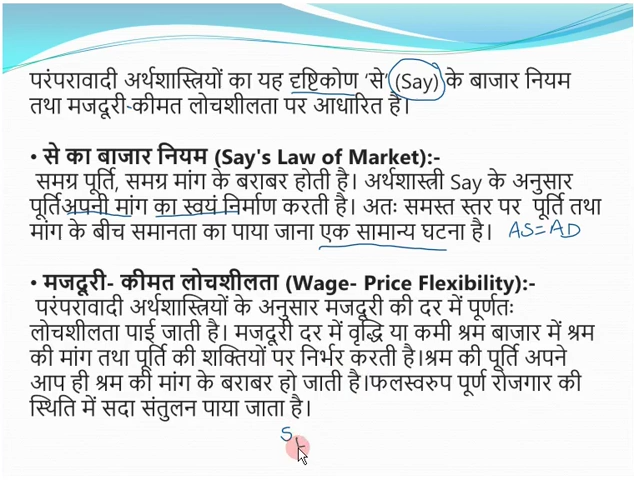 परंपरावादी अर्थशास्त्रियों का यह दृष्टिकोण 'से' (Say) के बाजार नियम
तथा मजदूरी-कीमत लोचशीलता पर आधारित है।
• से का बाजार नियम (Say's Law of Market):-
समग्र पूर्ति, समग्र मांग के बराबर होती है। अर्थशास्त्री Say के अनुसार
पूर्ति अपनी मांग का स्वयं निर्माण करती है। अतः समस्त स्तर पर पूर्ति तथा
मांग के बीच समानता का पाया जाना एक सामान्य घटना है। AS=AD
• मजदूरी- कीमत लोचशीलता (Wage- Price Flexibility):-
परंपरावादी अर्थशास्त्रियों के अनुसार मजदूरी की दर में पूर्णतः
लोचशीलता पाई जाती है। मजदूरी दर में वृद्धि या कमी श्रम बाजार में श्रम
की मांग तथा पूर्ति की शक्तियों पर निर्भर करती है।श्रम की पूर्ति अपने
आप ही श्रम की मांग के बराबर हो जाती है।फलस्वरुप पूर्ण रोजगार की
स्थिति में सदा संतुलन पाया जाता है।
S